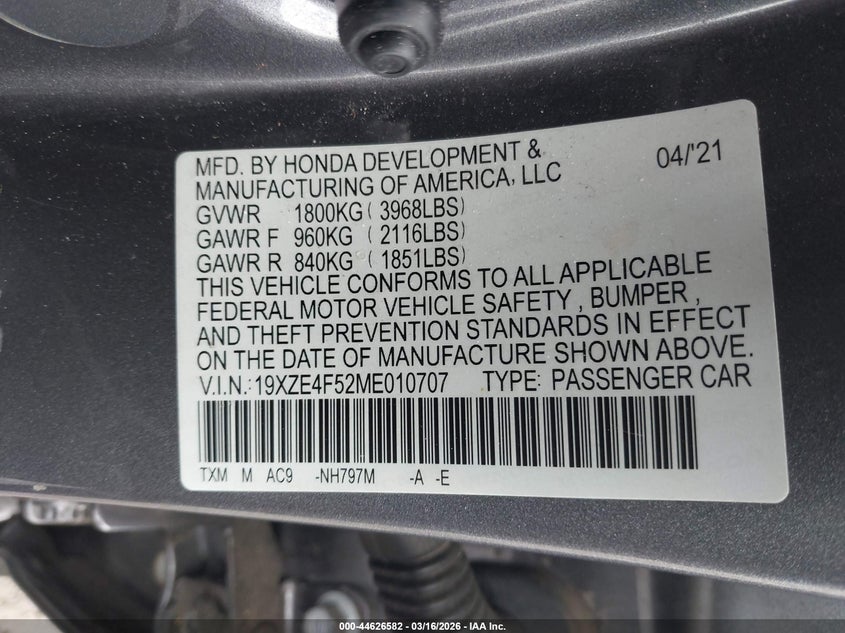 MFD. BY HONDA DEVELOPMENT & 04/'21
MANUFACTURING OF AMERICA, LLC
GVWR 1800KG ( 3968LBS)
GAWR F 960KG ( 2116LBS)
GAWR R 840KG ( 1851LBS)
THIS VEHICLE CONFORMS TO ALL APPLICABLE
FEDERAL MOTOR VEHICLE SAFETY , BUMPER ,
AND THEFT PREVENTION STANDARDS IN EFFECT
ON THE DATE OF MANUFACTURE SHOWN ABOVE.
V.I.N.:19XZE4F52ME010707 TYPE: PASSENGER CAR
TXM M AC9 -NH797M -A -E
000-44626582 - 03/16/2026 - IAA Inc.